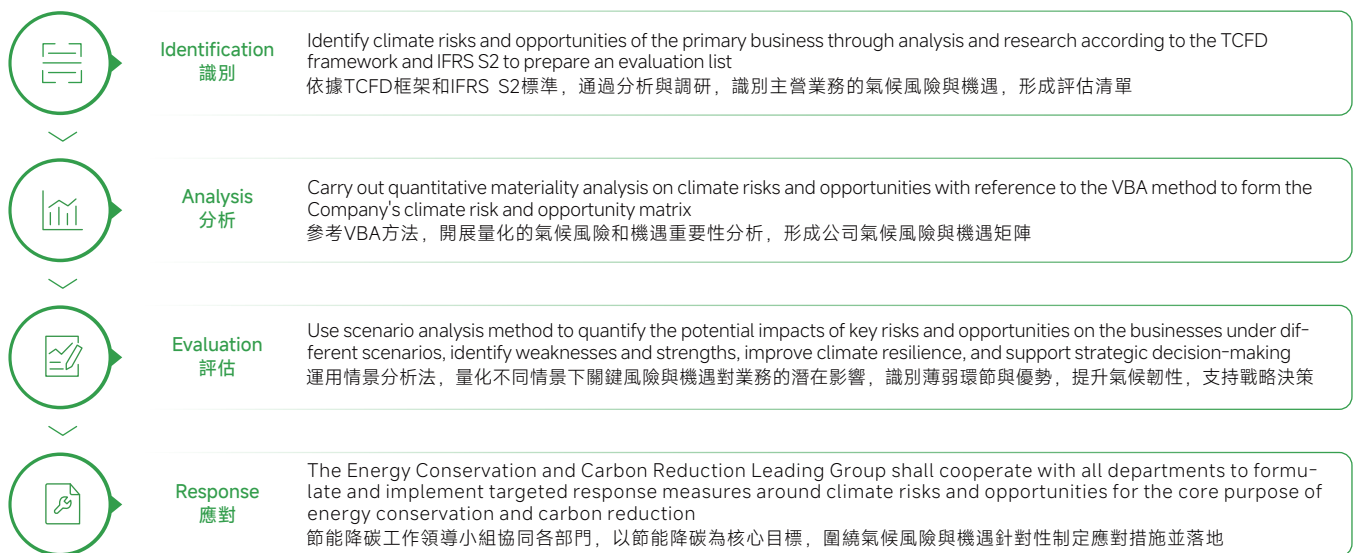 Identification
識別
Identify climate risks and opportunities of the primary business through analysis and research according to the TCFD
framework and IFRS S2 to prepare an evaluation list
依據TCFD框架和IFRS S2標準，通過分析與調研，識別主營業務的氣候風險與機遇，形成評估清單
Analysis
分析
Carry out quantitative materiality analysis on climate risks and opportunities with reference to the VBA method to form the
Company's climate risk and opportunity matrix
參考VBA方法，開展量化的氣候風險和機遇重要性分析，形成公司氣候風險與機遇矩陣
Evaluation
評估
Use scenario analysis method to quantify the potential impacts of key risks and opportunities on the businesses under dif-
ferent scenarios, identify weaknesses and strengths, improve climate resilience, and support strategic decision-making
運用情景分析法，量化不同情景下關鍵風險與機遇對業務的潛在影響，識別薄弱環節與優勢，提升氣候韌性，支持戰略決策
Response
應對
The Energy Conservation and Carbon Reduction Leading Group shall cooperate with all departments to formu-
late and implement targeted response measures around climate risks and opportunities for the core purpose of
energy conservation and carbon reduction
節能降碳工作領導小組協同各部門，以節能降碳為核心目標，圍繞氣候風險與機遇針對性制定應對措施並落地